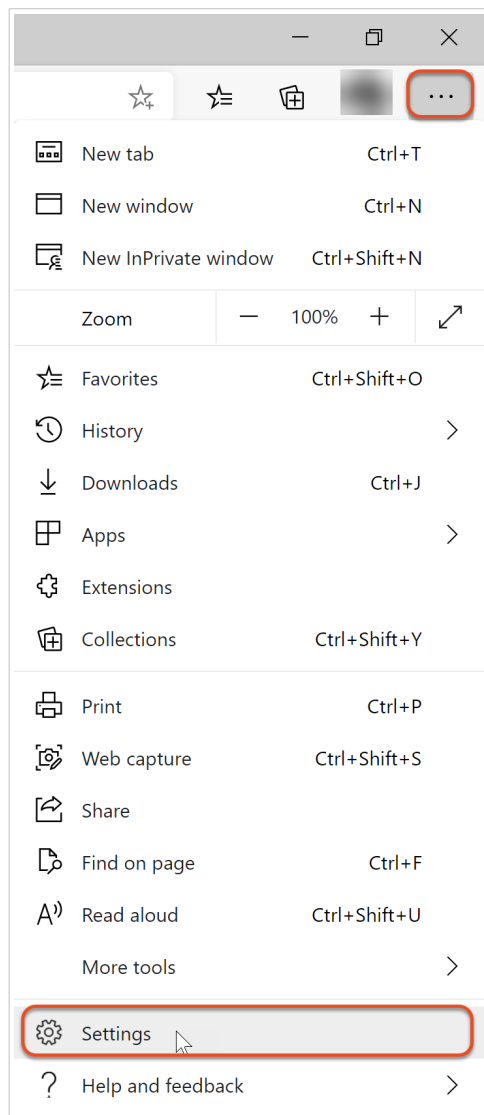 New tab Ctrl+T
New window Ctrl+N
New InPrivate window Ctrl+Shift+N
Zoom 100%
Favorites Ctrl+Shift+O
History
Downloads Ctrl+J
Apps
Extensions
Collections Ctrl+Shift+Y
Print Ctrl+P
Web capture Ctrl+Shift+S
Share
Find on page Ctrl+F
Read aloud Ctrl+Shift+U
More tools
Settings
Help and feedback